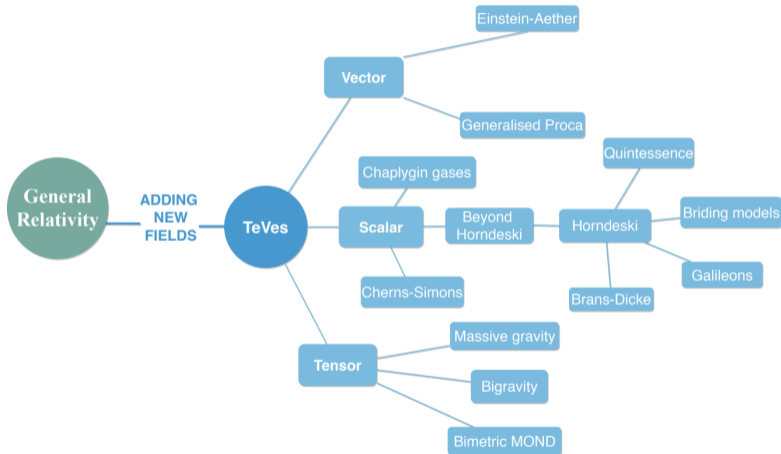 Einstein-Aether
Vector
Generalised Proca
Quintessence
Chaplygin gases
General
Relativity
ADDING
NEW
FIELDS
TeVes
Scalar
Beyond
Horndeski
Horndeski
Briding models
Galileons
Cherns-Simons
Brans-Dicke
Massive gravity
Tensor
Bigravity
Bimetric MOND